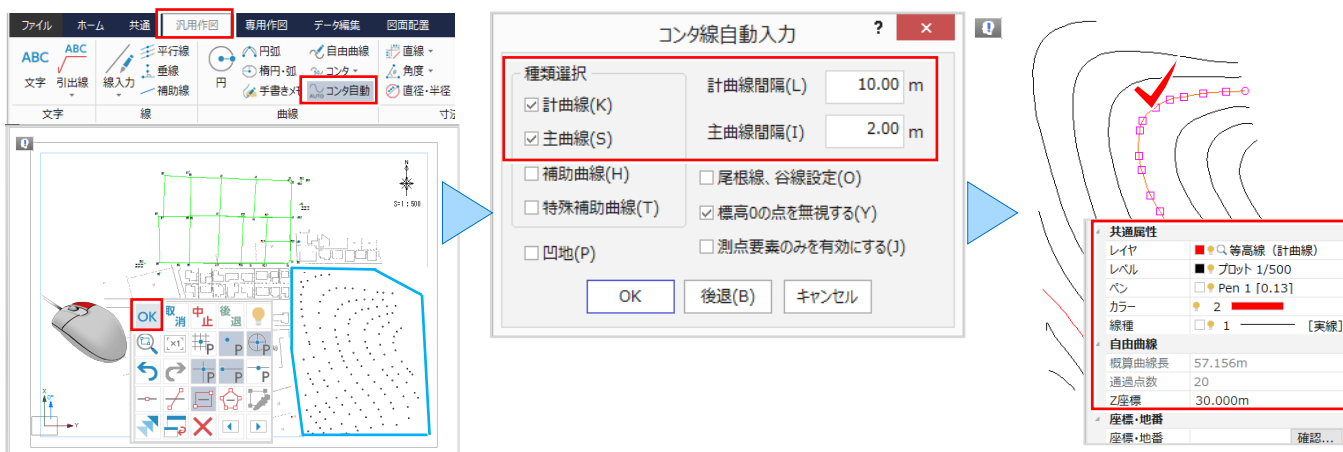 ファイル ホーム 共通 汎用作図 専用作図 データ編集 図面配置
ABC ABC 平行線 円弧 自由曲線 直線
垂線 楕円・弧 コンタ 角度
文字 引出線 線入力 補助線 円 手書きメモ AUTO コンタ自動 直径・半径
文字 線 曲線
N
S=1:500
OK 取消 中止 後退
×1 P P P
P P P
X
Y
コンタ線自動入力 ? ×
種類選択
計曲線間隔(L) 10.00 m
計曲線(K)
主曲線間隔(I) 2.00 m
主曲線(S)
補助曲線(H) 尾根線、谷線設定(O)
特殊補助曲線(T) 標高0の点を無視する(Y)
凹地(P) 測点要素のみを有効にする(J)
OK 後退(B) キャンセル
共通属性
レイヤ 等高線（計曲線）
レベル プロット 1/500
ペン Pen 1 [0.13]
カラー 2
線種 1 [実線]
自由曲線
概算曲線長 57.156m
通過点数 20
Z座標 30.000m
座標・地番
座標・地番 確認...